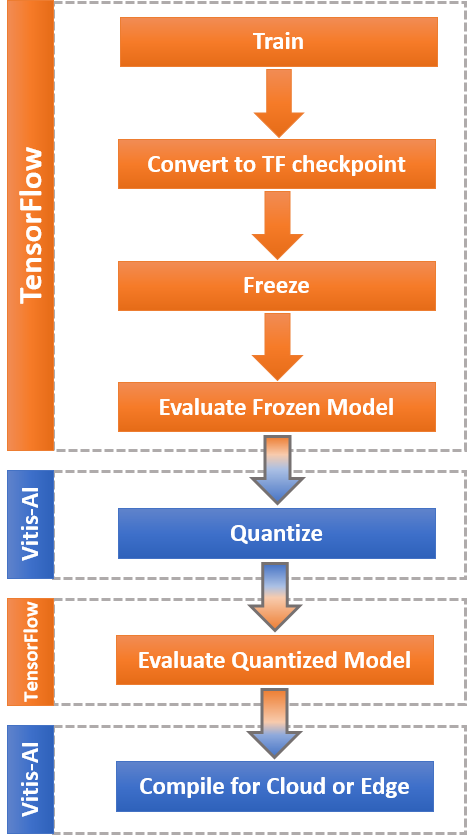 TensorFlow
Train
Convert to TF checkpoint
Freeze
Evaluate Frozen Model
Vitis-AI
Quantize
TensorFlow
Evaluate Quantized Model
Vitis-AI
Compile for Cloud or Edge